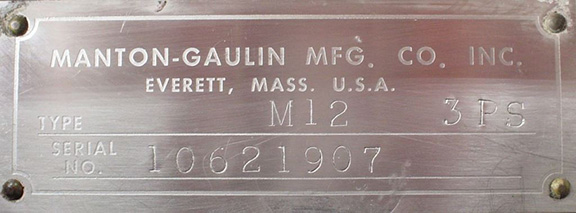 MANTON-GAULIN MFG. CO. INC.
EVERETT, MASS. U.S.A.
TYPE M12 3PS
SERIAL
NO. 10621907